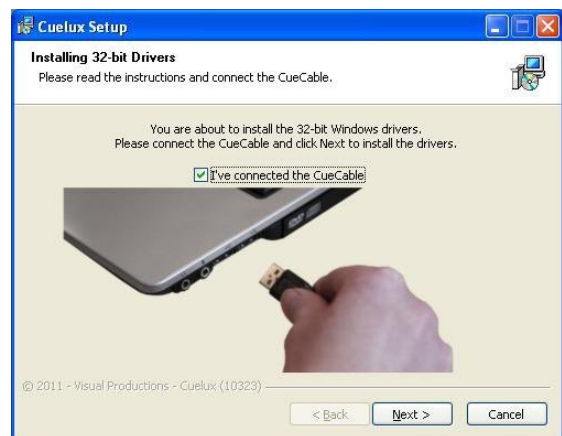 Cuelux Setup
Installing 32-bit Drivers
Please read the instructions and connect the CueCable.
You are about to install the 32-bit Windows drivers.
Please connect the CueCable and click Next to install the drivers.
I've connected the CueCable
© 2011 - Visual Productions - Cuelux (10323)
< Back Next > Cancel